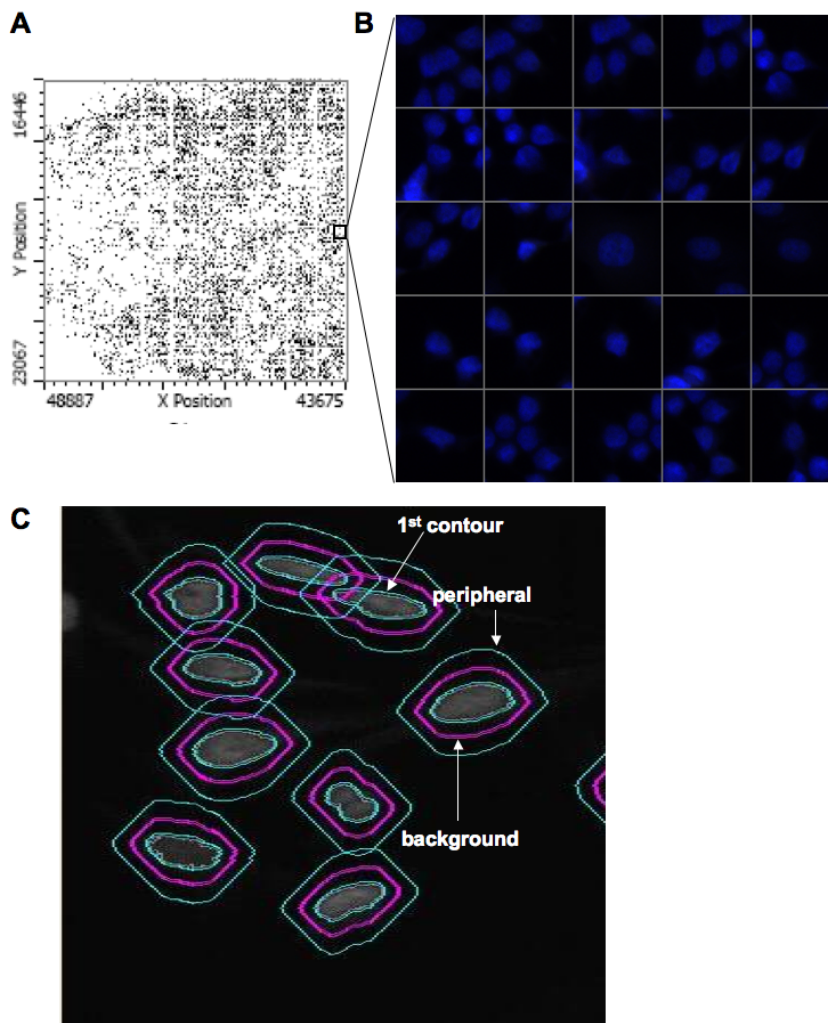 A
B
16446
Y Position
23067
48887 X Position 43675
C
1st contour
peripheral
background